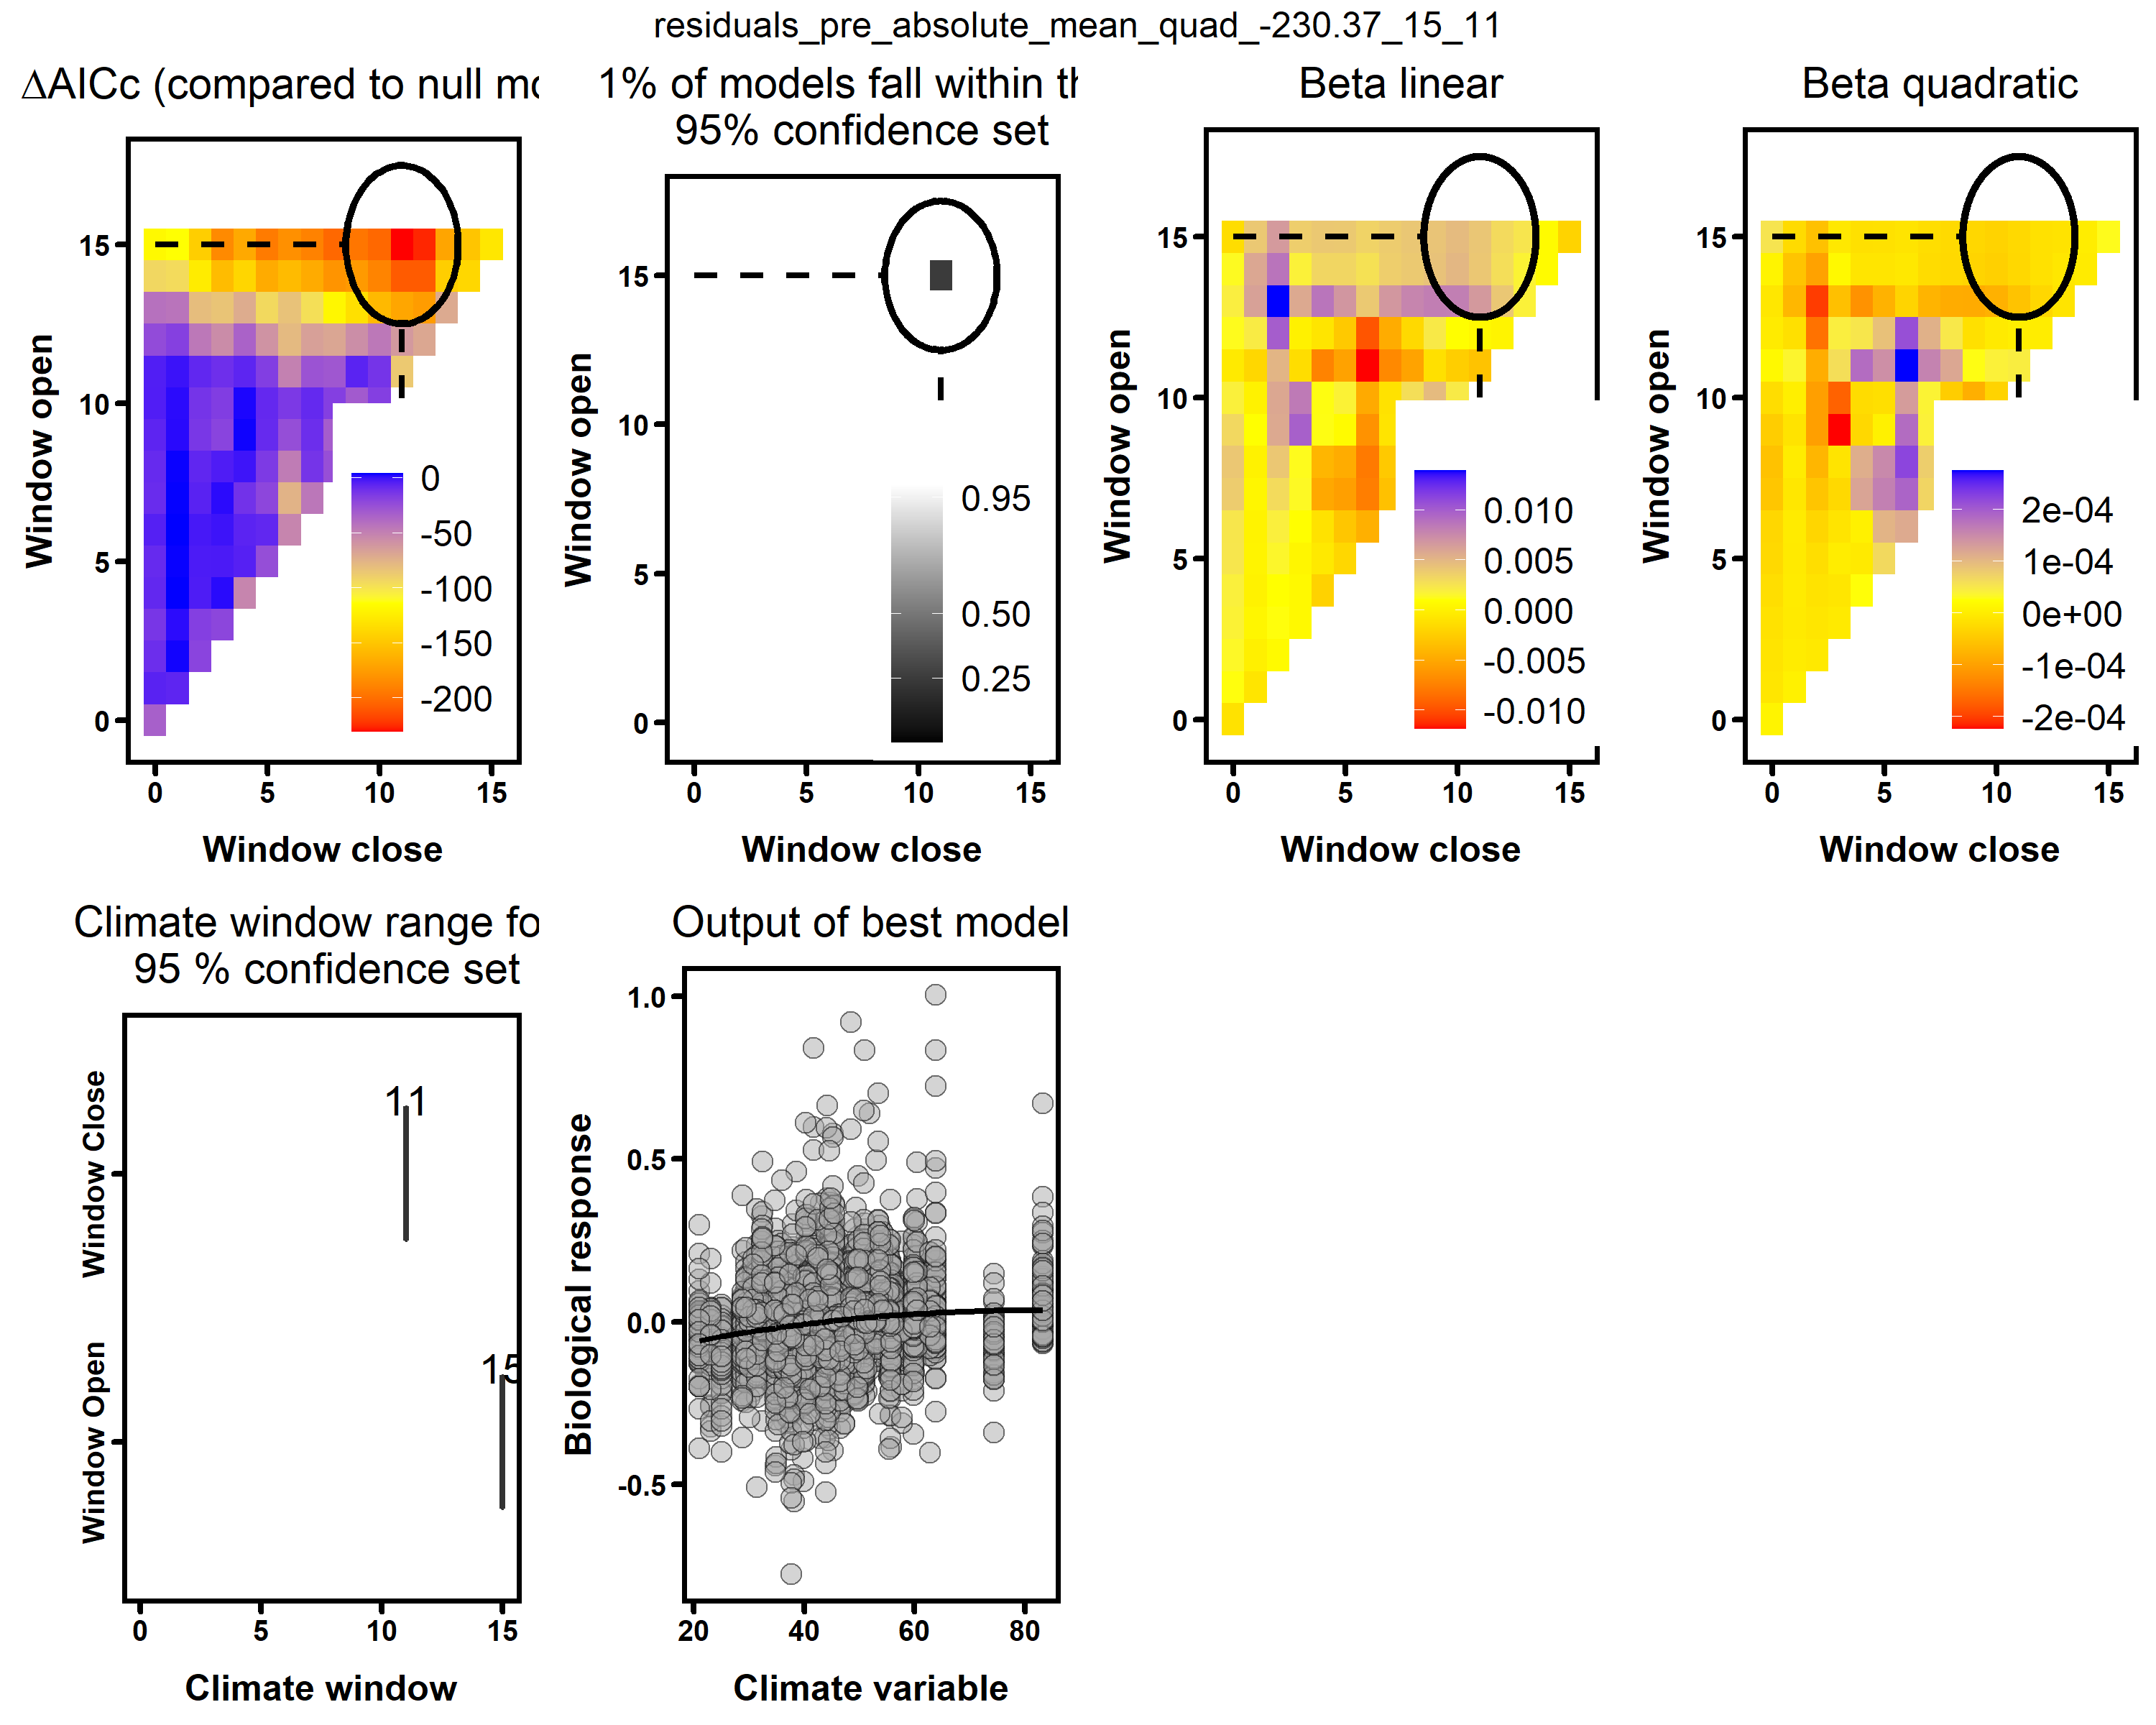 residuals_pre_absolute_mean_quad_-230.37_15_11
ΔAICc (compared to null mo
Window open
15
10
5
0
0
-50
-100
-150
-200
0 5 10 15
Window close
1% of models fall within th
95% confidence set
Window open
15
10
5
0
0.95
0.50
0.25
0 5 10 15
Window close
Beta linear
Window open
15
10
5
0
0.010
0.005
0.000
-0.005
-0.010
0 5 10 15
Window close
Beta quadratic
Window open
15
10
5
0
2e-04
1e-04
0e+00
-1e-04
-2e-04
0 5 10 15
Window close
Climate window range fo
95 % confidence set
Window Close
Window Open
11
15
0 5 10 15
Climate window
Output of best model
Biological response
1.0
0.5
0.0
-0.5
20 40 60 80
Climate variable